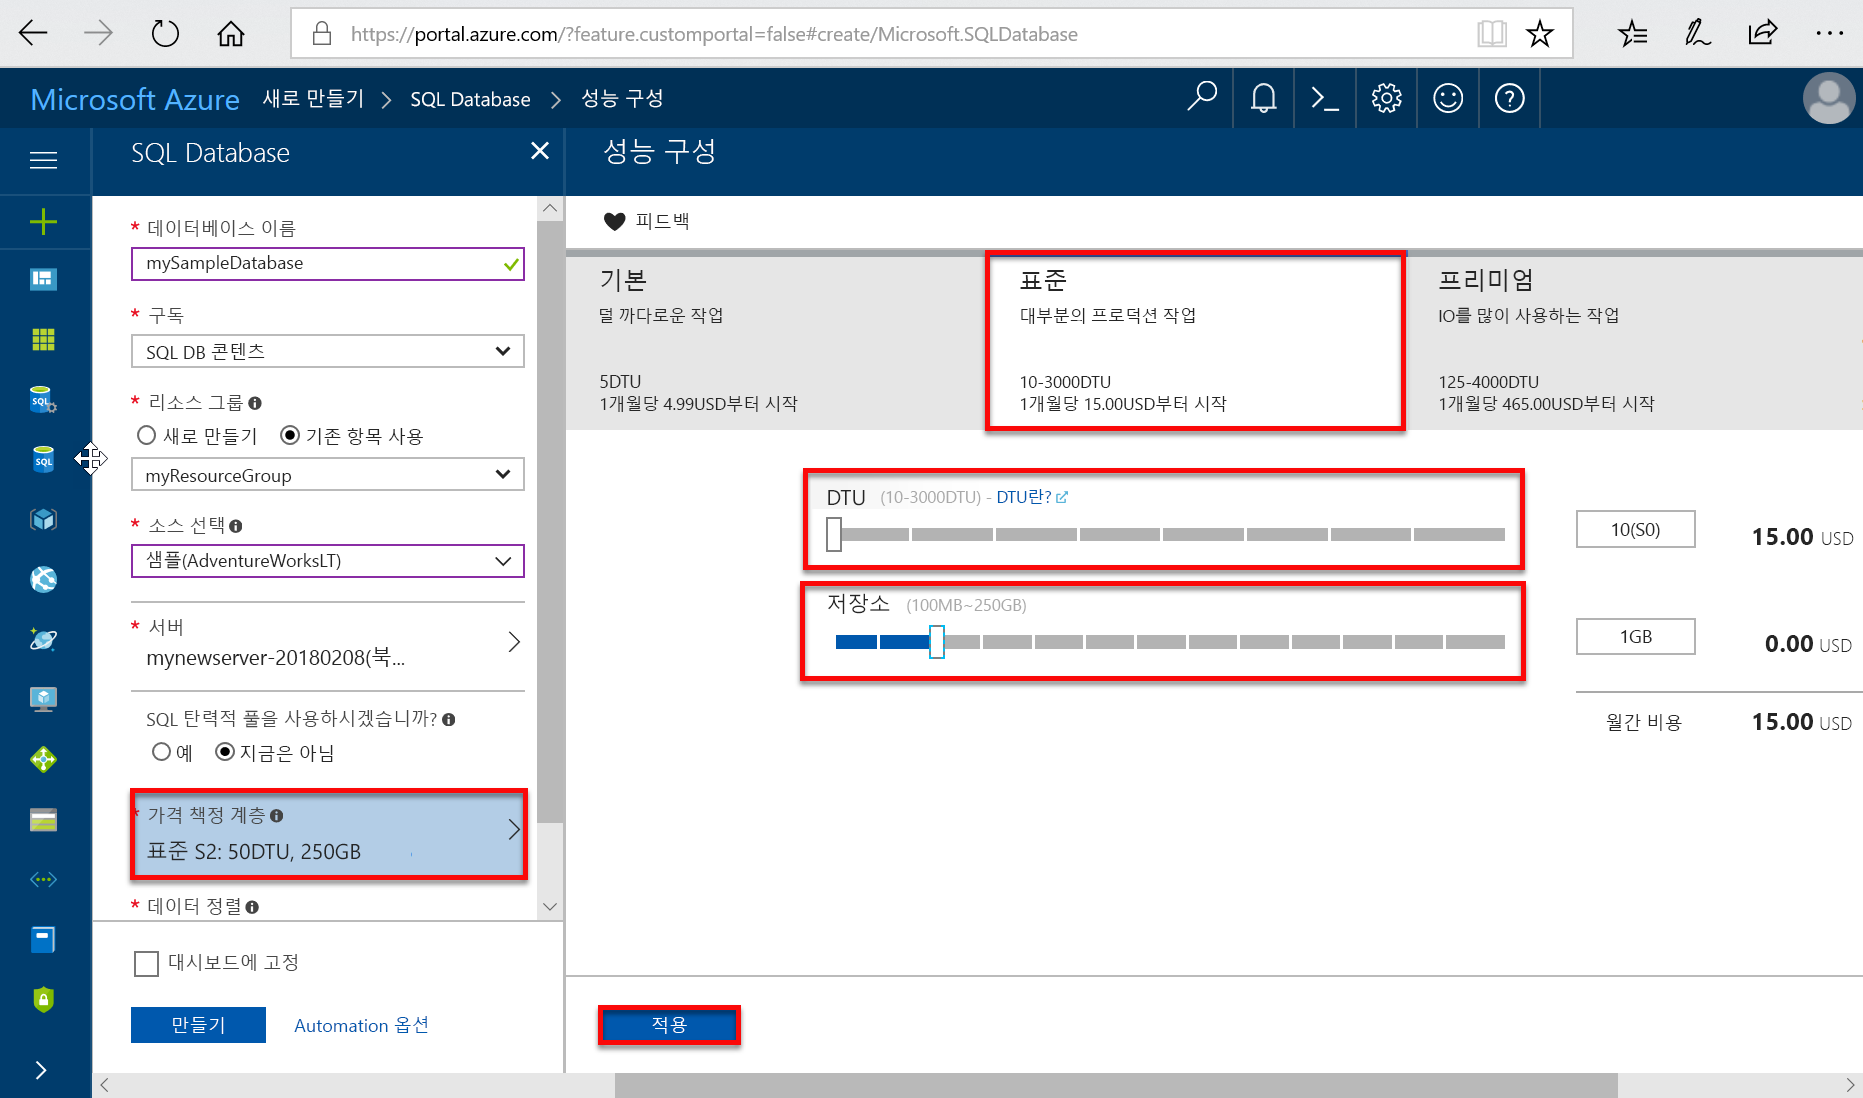 https://portal.azure.com/?feature.customportal=false#create/Microsoft.SQLDatabase
Microsoft Azure 새로 만들기 > SQL Database > 성능 구성
SQL Database
* 데이터베이스 이름
mySampleDatabase
* 구독
SQL DB 콘텐츠
* 리소스 그룹
새로 만들기 기존 항목 사용
myResourceGroup
* 소스 선택
샘플(AdventureWorksLT)
* 서버
mynewserver-20180208(북...
SQL 탄력적 풀을 사용하시겠습니까?
예 지금은 아님
* 가격 책정 계층
표준 S2: 50DTU, 250GB
* 데이터 정렬
대시보드에 고정
만들기 Automation 옵션
성능 구성
피드백
기본
덜 까다로운 작업
5DTU
1개월당 4.99USD부터 시작
표준
대부분의 프로덕션 작업
10-3000DTU
1개월당 15.00USD부터 시작
프리미엄
IO를 많이 사용하는 작업
125-4000DTU
1개월당 465.00USD부터 시작
DTU (10-3000DTU) - DTU란?
10(S0) 15.00 USD
저장소 (100MB~250GB)
1GB 0.00 USD
월간 비용 15.00 USD
적용